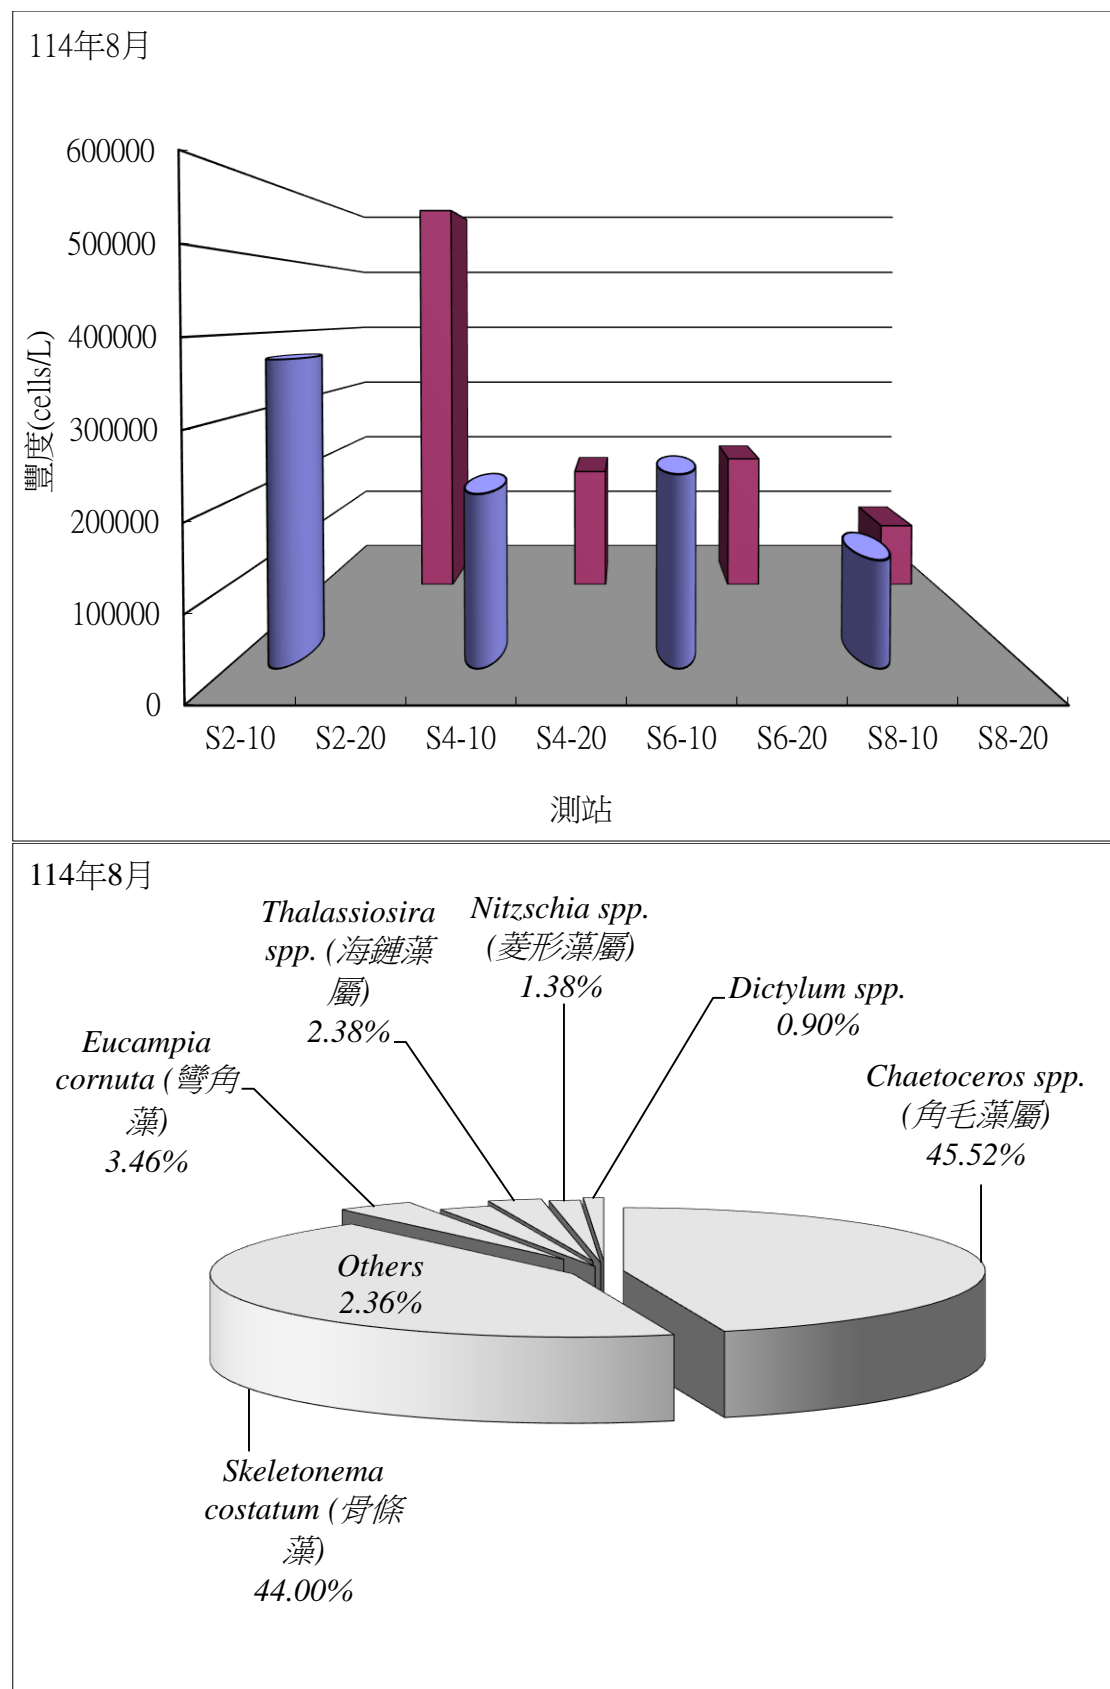 114年8月
600000
500000
400000
300000
200000
100000
0
豐度(cells/L)
S2-10 S2-20 S4-10 S4-20 S6-10 S6-20 S8-10 S8-20
測站
114年8月
Thalassiosira
spp. (海鏈藻
屬)
2.38%
Nitzschia spp.
(菱形藻屬)
1.38%
Dictylum spp.
0.90%
Eucampia
cornuta (彎角
藻)
3.46%
Chaetoceros spp.
(角毛藻屬)
45.52%
Others
2.36%
Skeletonema
costatum (骨條
藻)
44.00%